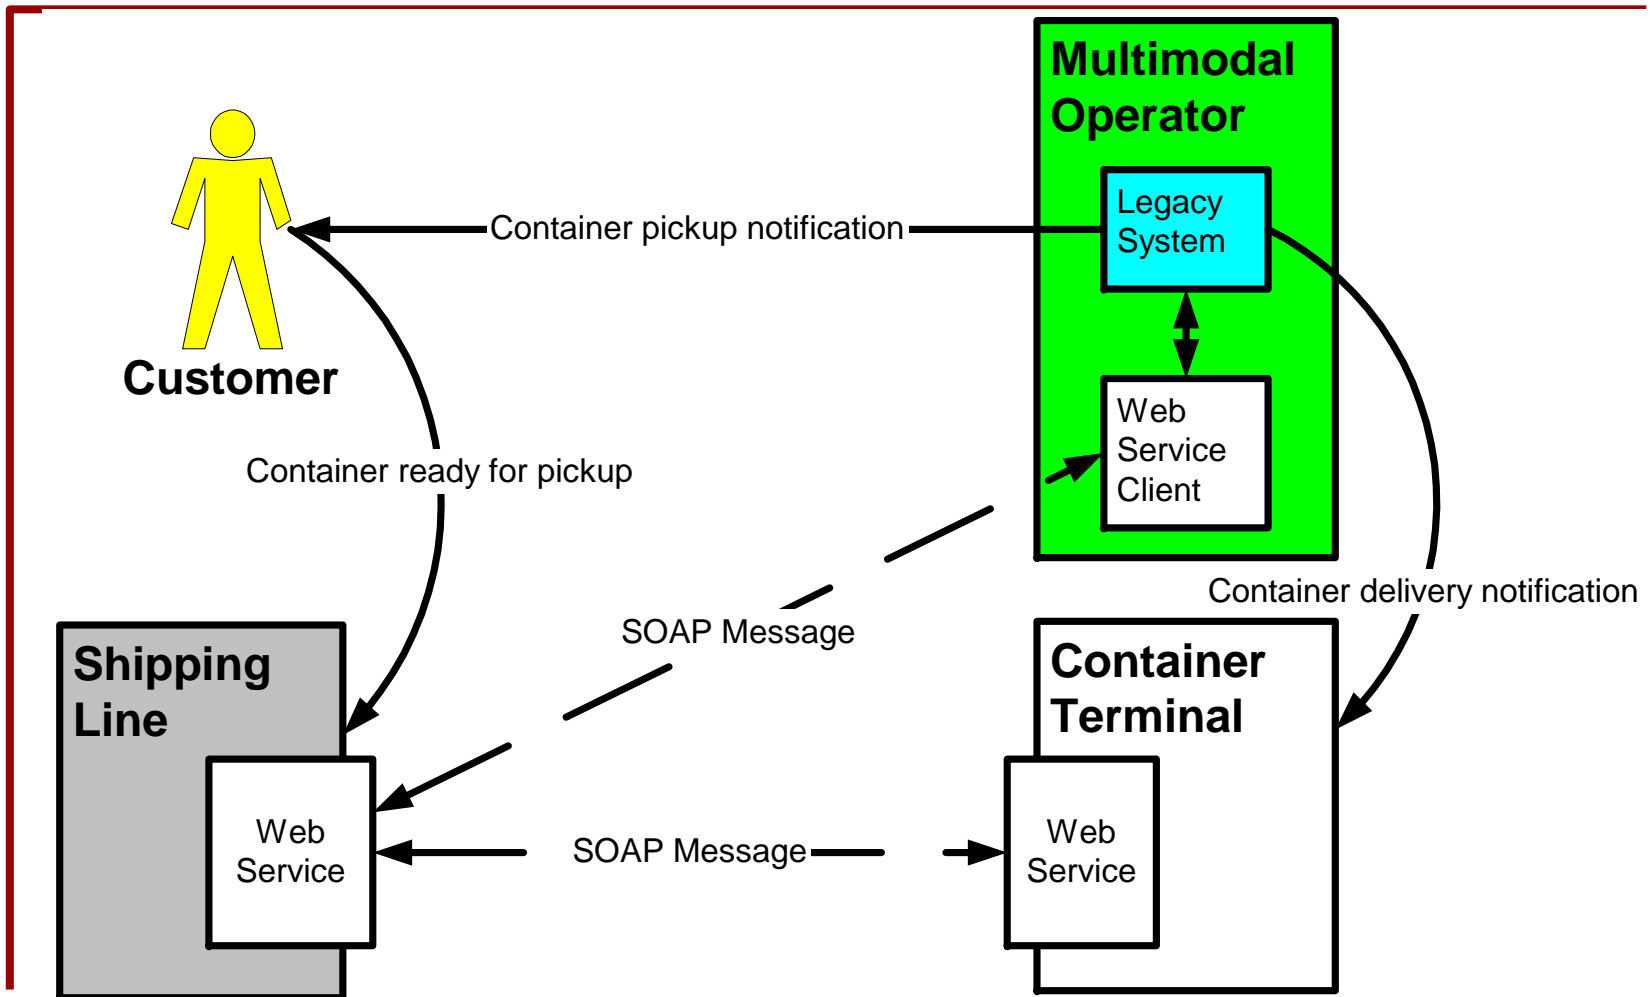 Multimodal
Operator
Legacy
System
Container pickup notification
Customer
Web
Service
Client
Container ready for pickup
Container delivery notification
SOAP Message
Shipping
Line
Container
Terminal
Web
Service
SOAP Message
Web
Service